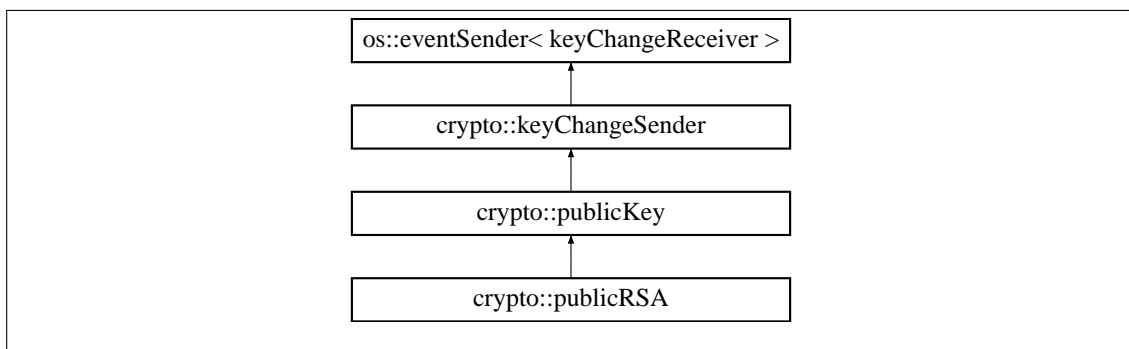 os::eventSender< keyChangeReceiver >
crypto::keyChangeSender
crypto::publicKey
crypto::publicRSA